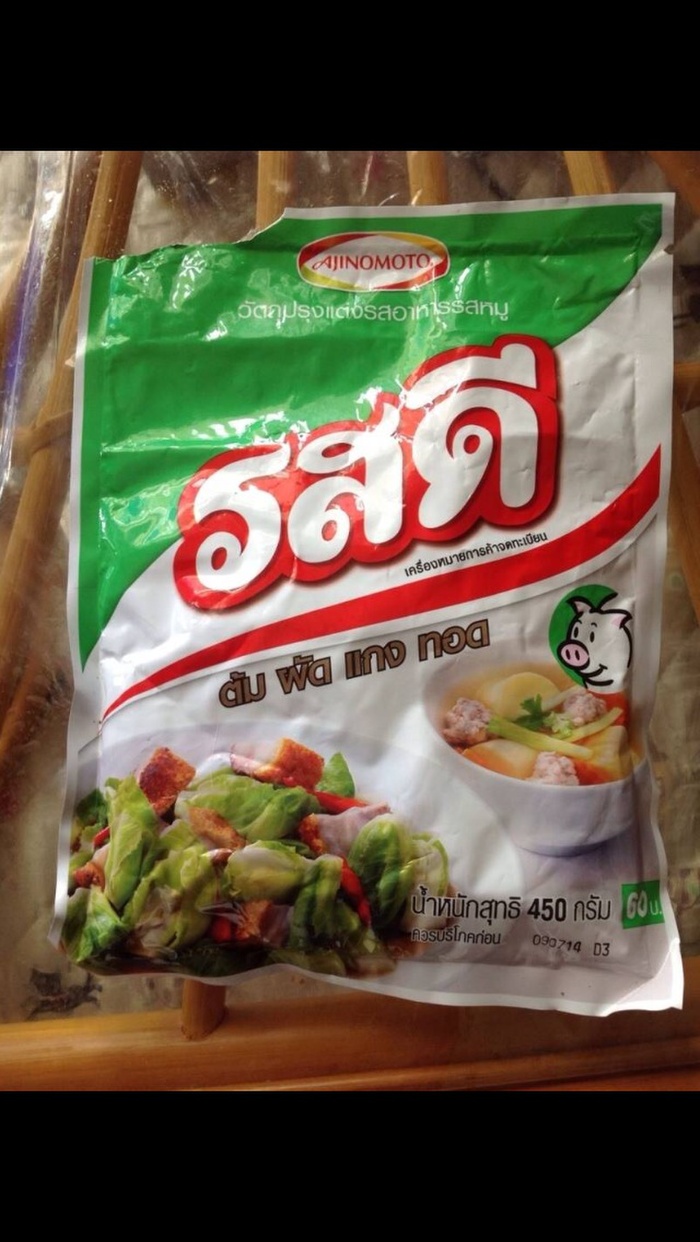 AJINOMOTO
วัตถุปรุงแต่งรสอาหารรสหมู
รสดี
เครื่องหมายการค้าจดทะเบียน
ต้ม ผัด แกง ทอด
น้ำหนักสุทธิ 450 กรัม 60 บ.
ควรบริโภคก่อน 090714 D3